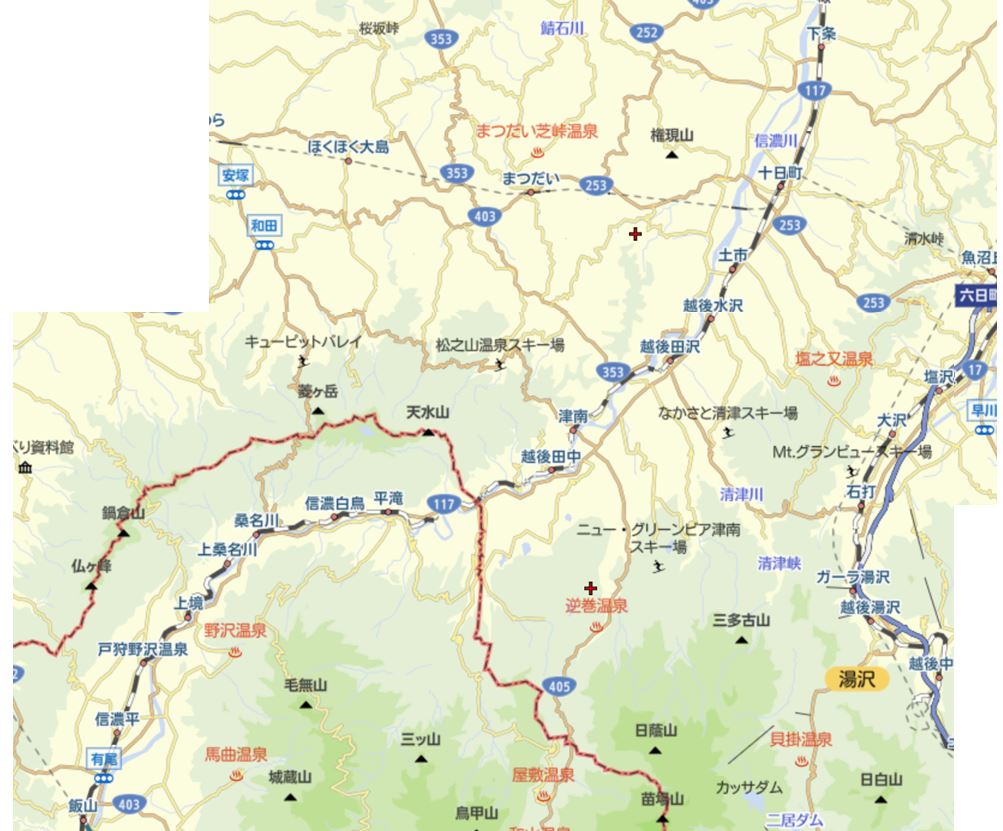 403
桜坂峠
353
靖石川
252
下条
117
ら
ほくほく大島
まつだい芝峠温泉
権現山
信濃川
安塚
353
まつだい
253
十日町
和田
403
253
清水峠
土市
魚沼丘
六日町
越後水沢
253
キューピットバレイ
松之山温泉スキー場
越後田沢
353
塩之又温泉
17
塩沢
菱ヶ岳
天水山
津南
なかさと清津スキー場
大沢
早川
づり資料館
越後田中
Mt.グランビュースキー場
鍋倉山
信濃白鳥
平滝
117
清津川
石打
桑名川
上桑名川
ニュー・グリーンピア津南
スキー場
仏ヶ峰
清津峡
ガーラ湯沢
上境
逆巻温泉
越後湯沢
野沢温泉
三多古山
戸狩野沢温泉
越後中
湯沢
毛無山
405
信濃平
三ッ山
日蔭山
貝掛温泉
有尾
馬曲温泉
城蔵山
屋敷温泉
カッサダム
日白山
飯山
403
鳥甲山
苗場山
二居ダム